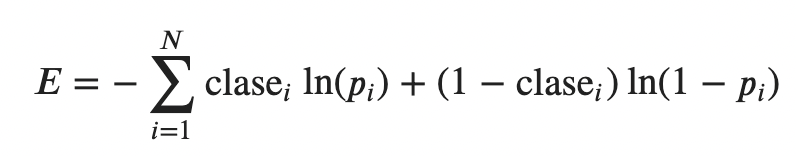 E = − ∑_{i=1}^{N} clase_i ln(p_i) + (1 − clase_i) ln(1 − p_i)